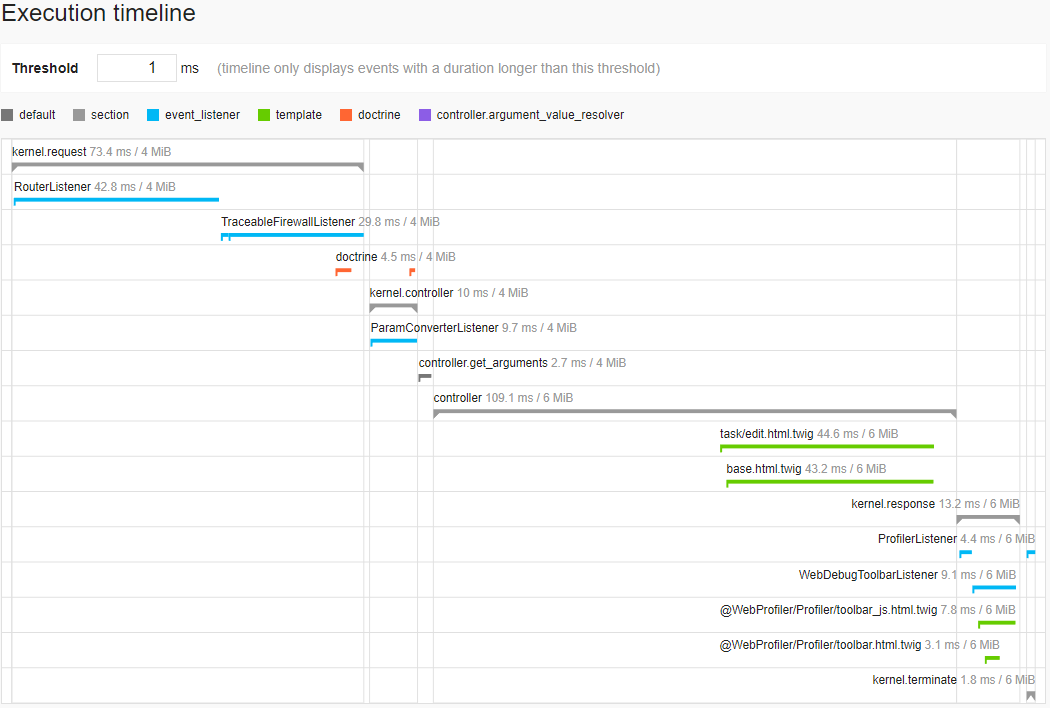 Execution timeline
Threshold 1 ms (timeline only displays events with a duration longer than this threshold)
default section event_listener template doctrine controller.argument_value_resolver
kernel.request 73.4 ms / 4 MiB
RouterListener 42.8 ms / 4 MiB
TraceableFirewallListener 29.8 ms / 4 MiB
doctrine 4.5 ms / 4 MiB
kernel.controller 10 ms / 4 MiB
ParamConverterListener 9.7 ms / 4 MiB
controller.get_arguments 2.7 ms / 4 MiB
controller 109.1 ms / 6 MiB
task/edit.html.twig 44.6 ms / 6 MiB
base.html.twig 43.2 ms / 6 MiB
kernel.response 13.2 ms / 6 MiB
ProfilerListener 4.4 ms / 6 MiB
WebDebugToolbarListener 9.1 ms / 6 MiB
@WebProfiler/Profiler/toolbar_js.html.twig 7.8 ms / 6 MiB
@WebProfiler/Profiler/toolbar.html.twig 3.1 ms / 6 MiB
kernel.terminate 1.8 ms / 6 MiB